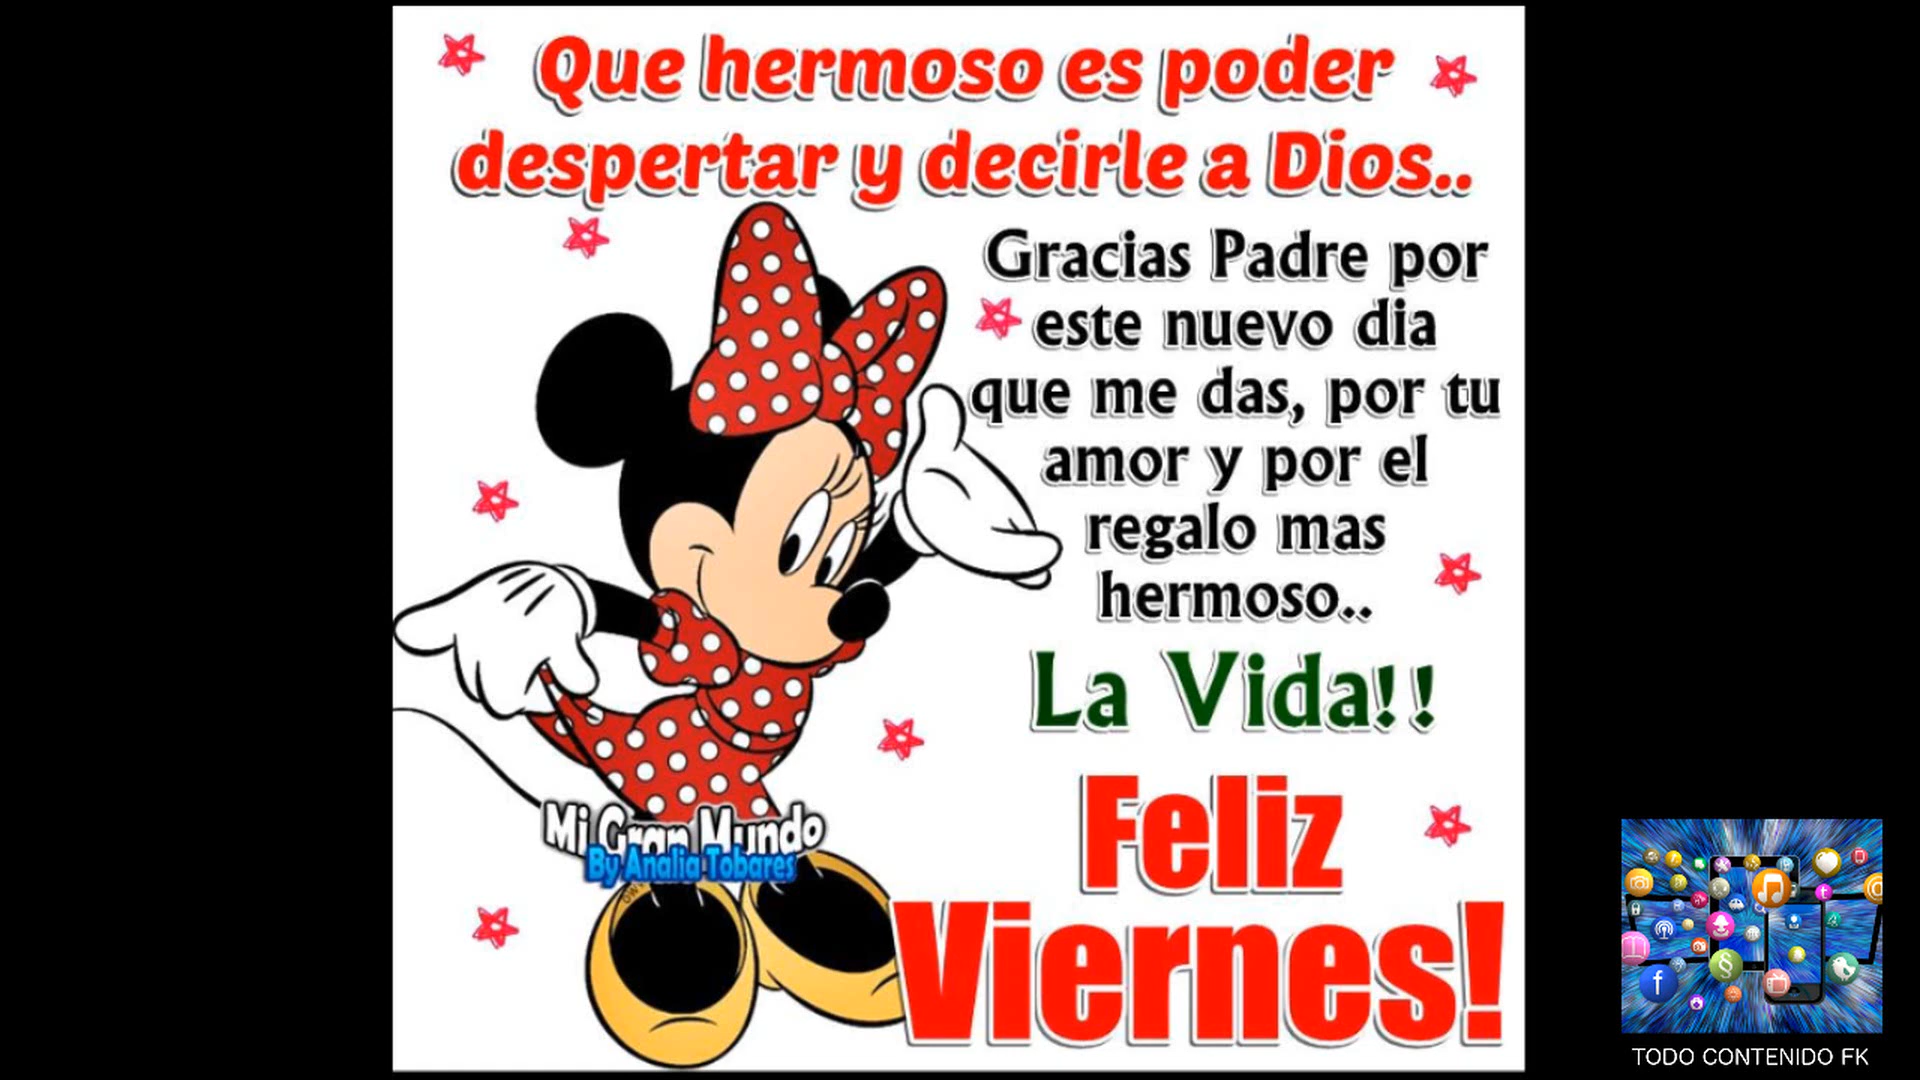 Que hermoso es poder
despertar y decirle a Dios..
Gracias Padre por
este nuevo dia
que me das, por tu
amor y por el
regalo mas
hermoso..
La Vida!!
Feliz
Viernes!
Mi Gran Mundo
By Analia Tobares
TODO CONTENIDO FK